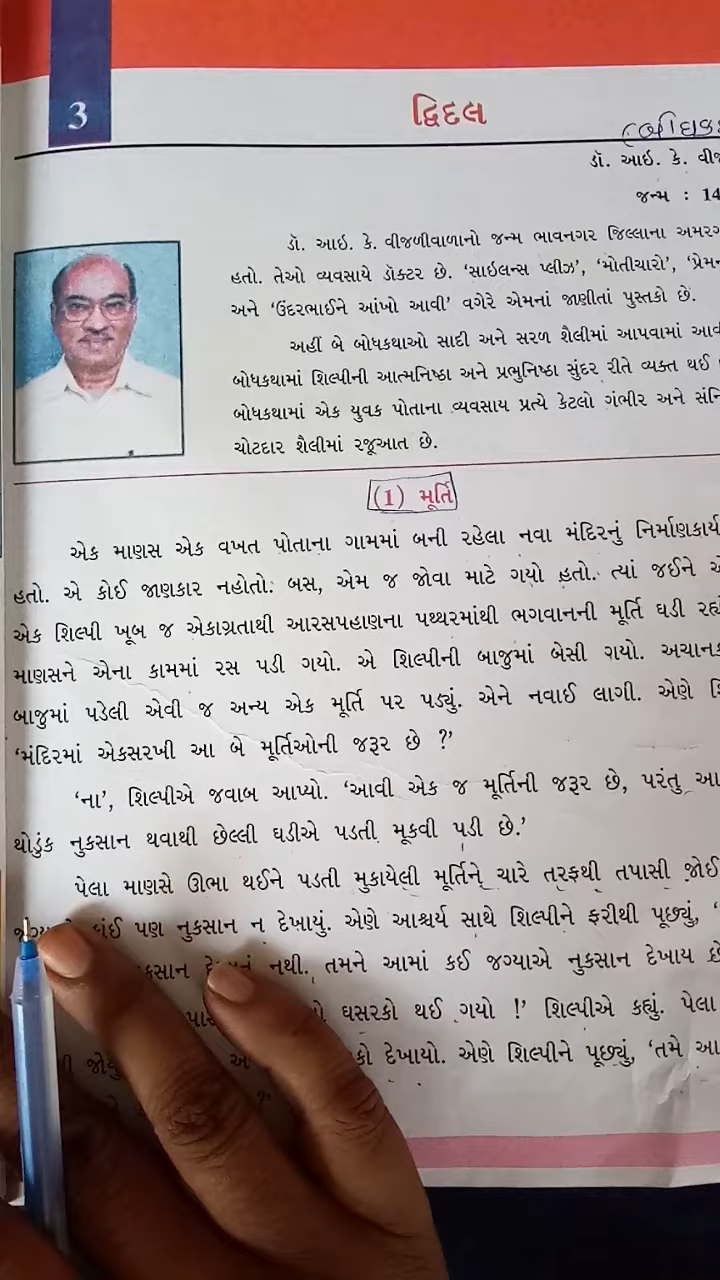 3
દ્વિદલ
ડૉ. આઇ. કે.
જન્મ : 14
ડૉ. આઇ. કે. વીજળીવાળાનો જન્મ ભાવનગર જિલ્લાના
હતો. તેઓ વ્યવસાયે ડૉક્ટર છે. ‘સાઇલન્સ પ્લીઝ’, ‘મોતીચારો’,
અને ‘ઉંદરભાઈને આંખો આવી’ વગેરે એમનાં જાણીતાં પુસ્તકો છે.
અહીં બે બોધકથાઓ સાદી અને સરળ શૈલીમાં આપવામાં
બોધકથામાં શિલ્પીની આત્મનિષ્ઠા અને પ્રભુનિષ્ઠા સુંદર રીતે વ્યક્ત થઈ
બોધકથામાં એક યુવક પોતાના વ્યવસાય પ્રત્યે કેટલો ગંભીર અને
ચોટદાર શૈલીમાં રજૂઆત છે.
(1) મૂર્તિ
એક માણસ એક વખત પોતાના ગામમાં બની રહેલા નવા મંદિરનું નિર્માણકાર્ય
હતો. એ કોઈ જાણકાર નહોતો. બસ, એમ જ જોવા માટે ગયો હતો. ત્યાં જઈને
એક શિલ્પી ખૂબ જ એકાગ્રતાથી આરસપહાણના પથ્થરમાંથી ભગવાનની મૂર્તિ ઘડી
માણસને એના કામમાં રસ પડી ગયો. એ શિલ્પીની બાજુમાં બેસી ગયો.
બાજુમાં પડેલી એવી જ અન્ય એક મૂર્તિ પર પડ્યું. એને નવાઈ લાગી. એણે
‘મંદિરમાં એકસરખી આ બે મૂર્તિઓની જરૂર છે ?’
‘ના’, શિલ્પીએ જવાબ આપ્યો. ‘આવી એક જ મૂર્તિની જરૂર છે, પરંતુ આ
થોડુંક નુકસાન થવાથી છેલ્લી ઘડીએ પડતી મૂકવી પડી છે.’
પેલા માણસે ઊભા થઈને પડતી મુકાયેલી મૂર્તિને ચારે તરફથી તપાસી જોઈ
પણ નુકસાન ન દેખાયું. એણે આશ્ચર્ય સાથે શિલ્પીને ફરીથી પૂછ્યું, ‘
નથી. તમને આમાં કઈ જગ્યાએ નુકસાન દેખાય
ઘસરકો થઈ ગયો !’ શિલ્પીએ કહ્યું. પેલા
દેખાયો. એણે શિલ્પીને પૂછ્યું, ‘તમે આ